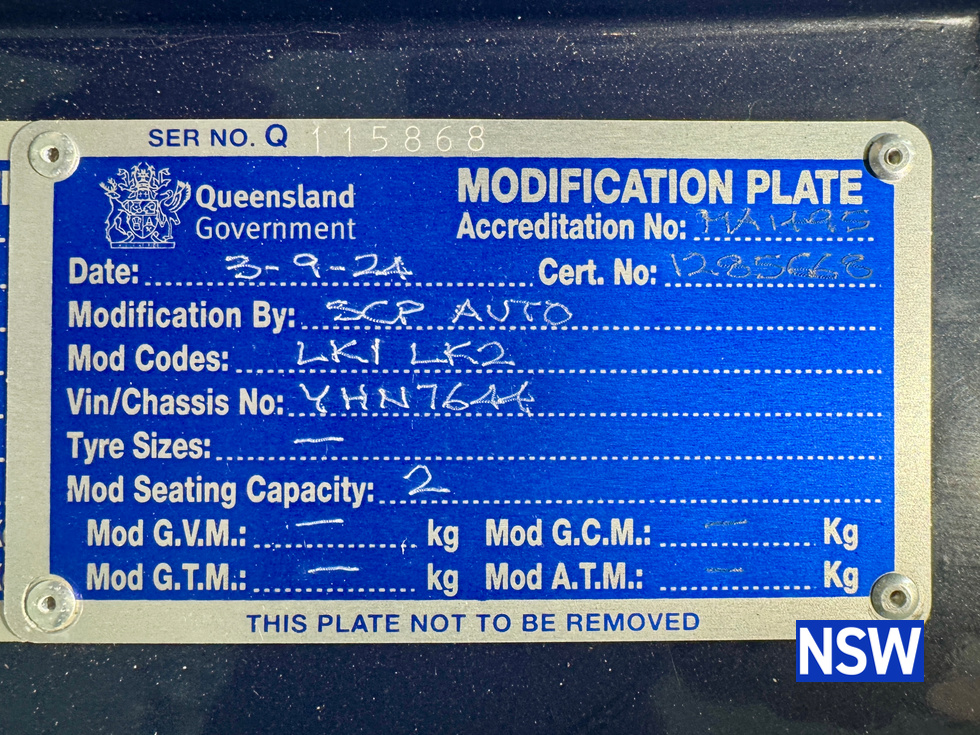 SER NO. Q 115868
Queensland Government
MODIFICATION PLATE
Accreditation No:
Date: 3-9-24
Cert. No:
Modification By: SCP AUTO
Mod Codes: LK1 LK2
Vin/Chassis No: YHN7644
Tyre Sizes: —
Mod Seating Capacity: 2
Mod G.V.M.: — kg Mod G.C.M.: — Kg
Mod G.T.M.: — kg Mod A.T.M.: — Kg
THIS PLATE NOT TO BE REMOVED
NSW